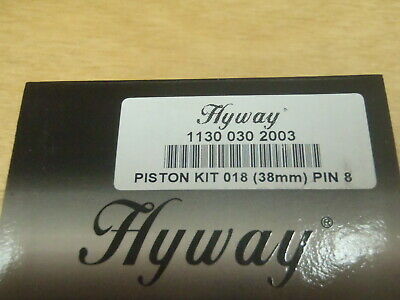 Hyway®
1130 030 2003
PISTON KIT 018 (38mm) PIN 8
Hyway®